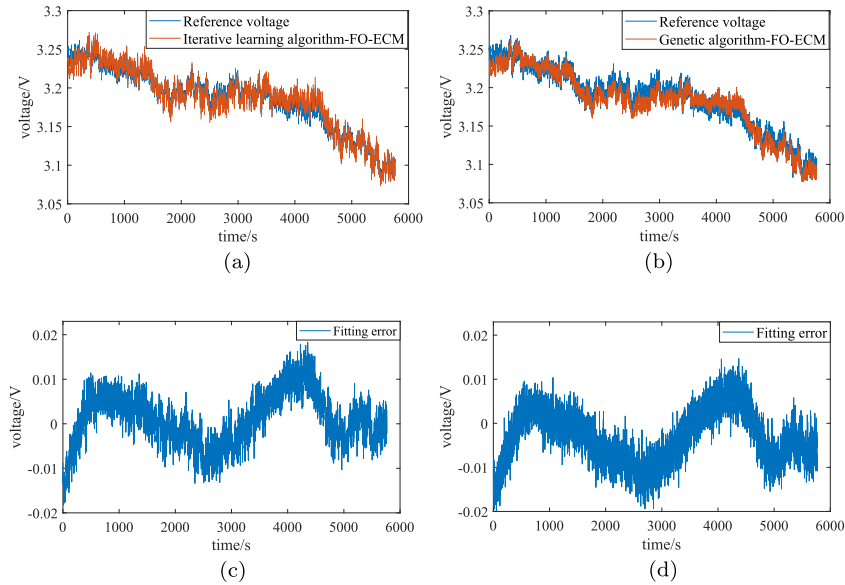 3.3
3.25
3.2
3.15
3.1
3.05
voltage/V
Reference voltage
Iterative learning algorithm-FO-ECM
0 1000 2000 3000 4000 5000 6000
time/s
(a)
3.3
3.25
3.2
3.15
3.1
3.05
voltage/V
Reference voltage
Genetic algorithm-FO-ECM
0 1000 2000 3000 4000 5000 6000
time/s
(b)
0.02
0.01
0
-0.01
-0.02
voltage/V
Fitting error
0 1000 2000 3000 4000 5000 6000
time/s
(c)
0.02
0.01
0
-0.01
-0.02
voltage/V
Fitting error
0 1000 2000 3000 4000 5000 6000
time/s
(d)